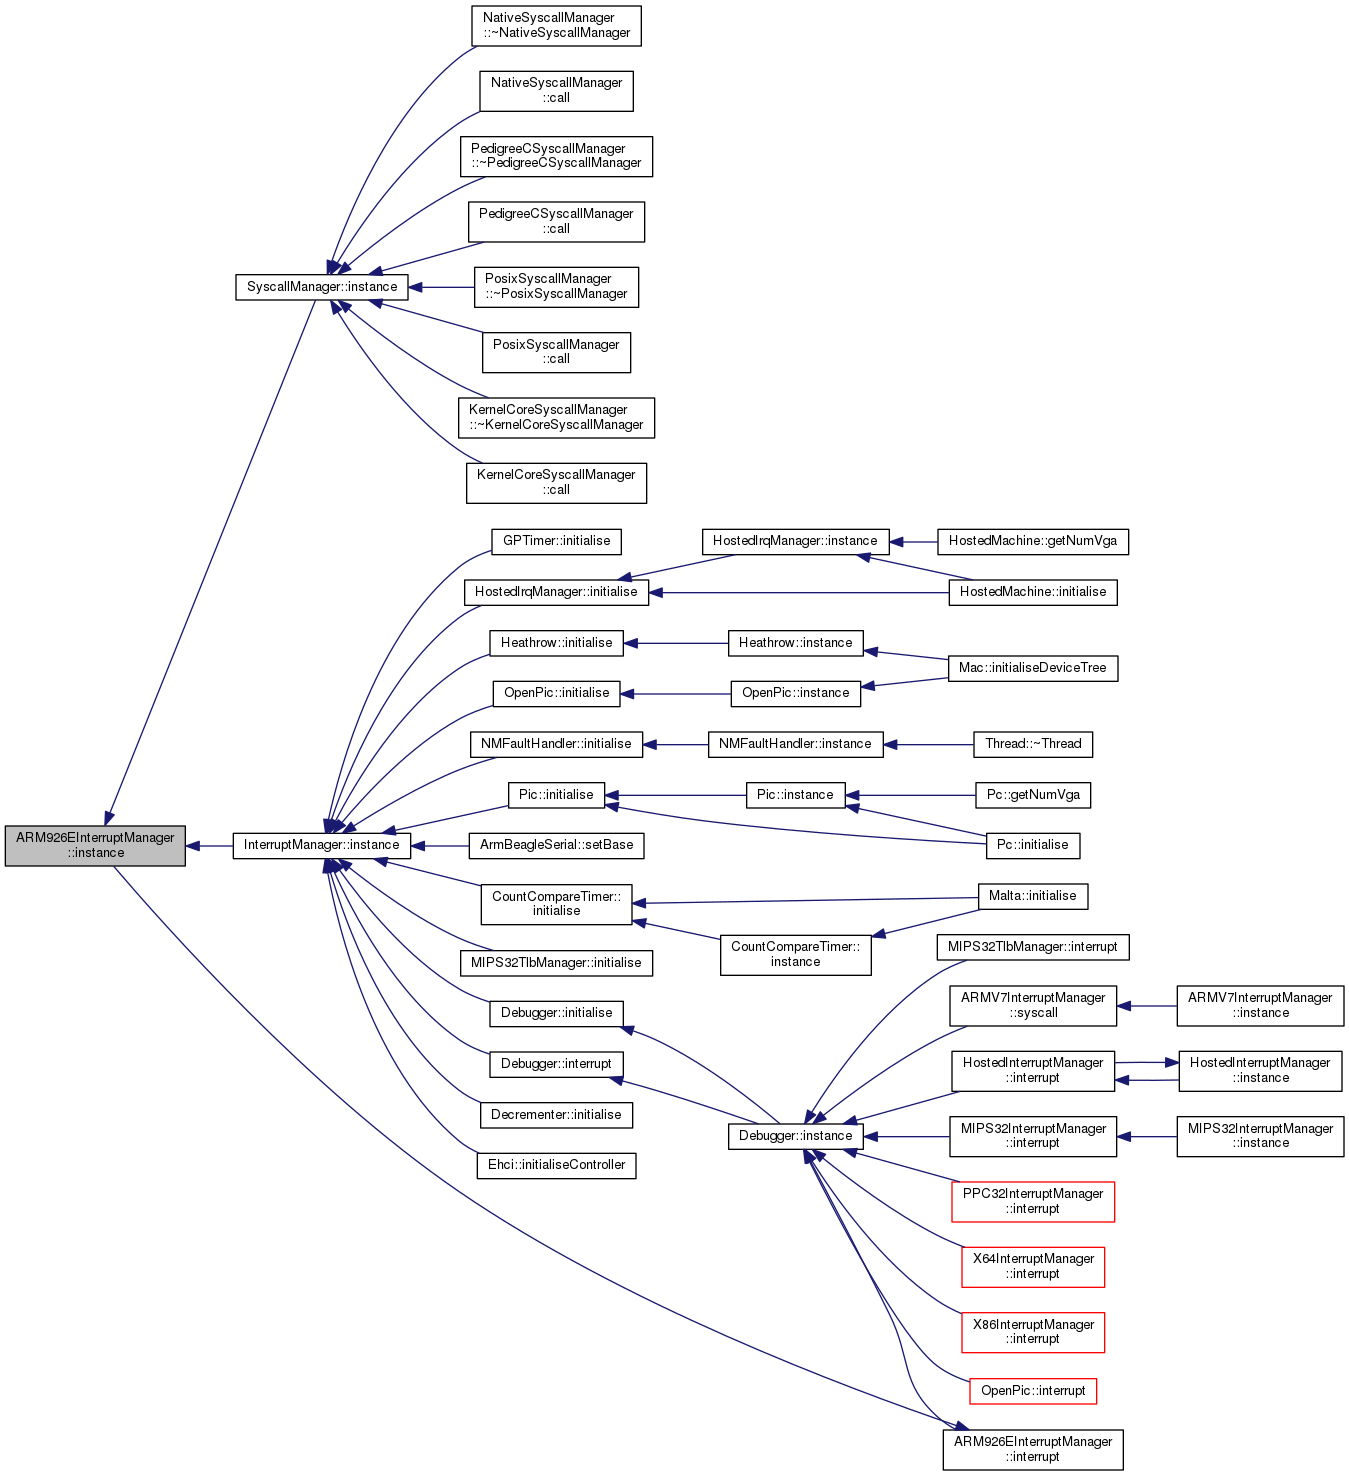 NativeSyscallManager
::~NativeSyscallManager
NativeSyscallManager
::call
PedigreeCSyscallManager
::~PedigreeCSyscallManager
PedigreeCSyscallManager
::call
SyscallManager::instance
PosixSyscallManager
::~PosixSyscallManager
PosixSyscallManager
::call
KernelCoreSyscallManager
::~KernelCoreSyscallManager
KernelCoreSyscallManager
::call
GPTimer::initialise
HostedIrqManager::instance
HostedMachine::getNumVga
HostedIrqManager::initialise
HostedMachine::initialise
Heathrow::initialise
Heathrow::instance
Mac::initialiseDeviceTree
OpenPic::initialise
OpenPic::instance
NMFaultHandler::initialise
NMFaultHandler::instance
Thread::~Thread
Pic::initialise
Pic::instance
Pc::getNumVga
ARM926EInterruptManager
::instance
InterruptManager::instance
ArmBeagleSerial::setBase
Pc::initialise
CountCompareTimer::
initialise
Malta::initialise
CountCompareTimer::
instance
MIPS32TlbManager::interrupt
MIPS32TlbManager::initialise
Debugger::initialise
ARMV7InterruptManager
::syscall
ARMV7InterruptManager
::instance
Debugger::interrupt
HostedInterruptManager
::interrupt
HostedInterruptManager
::instance
Decrementer::initialise
Debugger::instance
MIPS32InterruptManager
::interrupt
MIPS32InterruptManager
::instance
Ehci::initialiseController
PPC32InterruptManager
::interrupt
X64InterruptManager
::interrupt
X86InterruptManager
::interrupt
OpenPic::interrupt
ARM926EInterruptManager
::interrupt